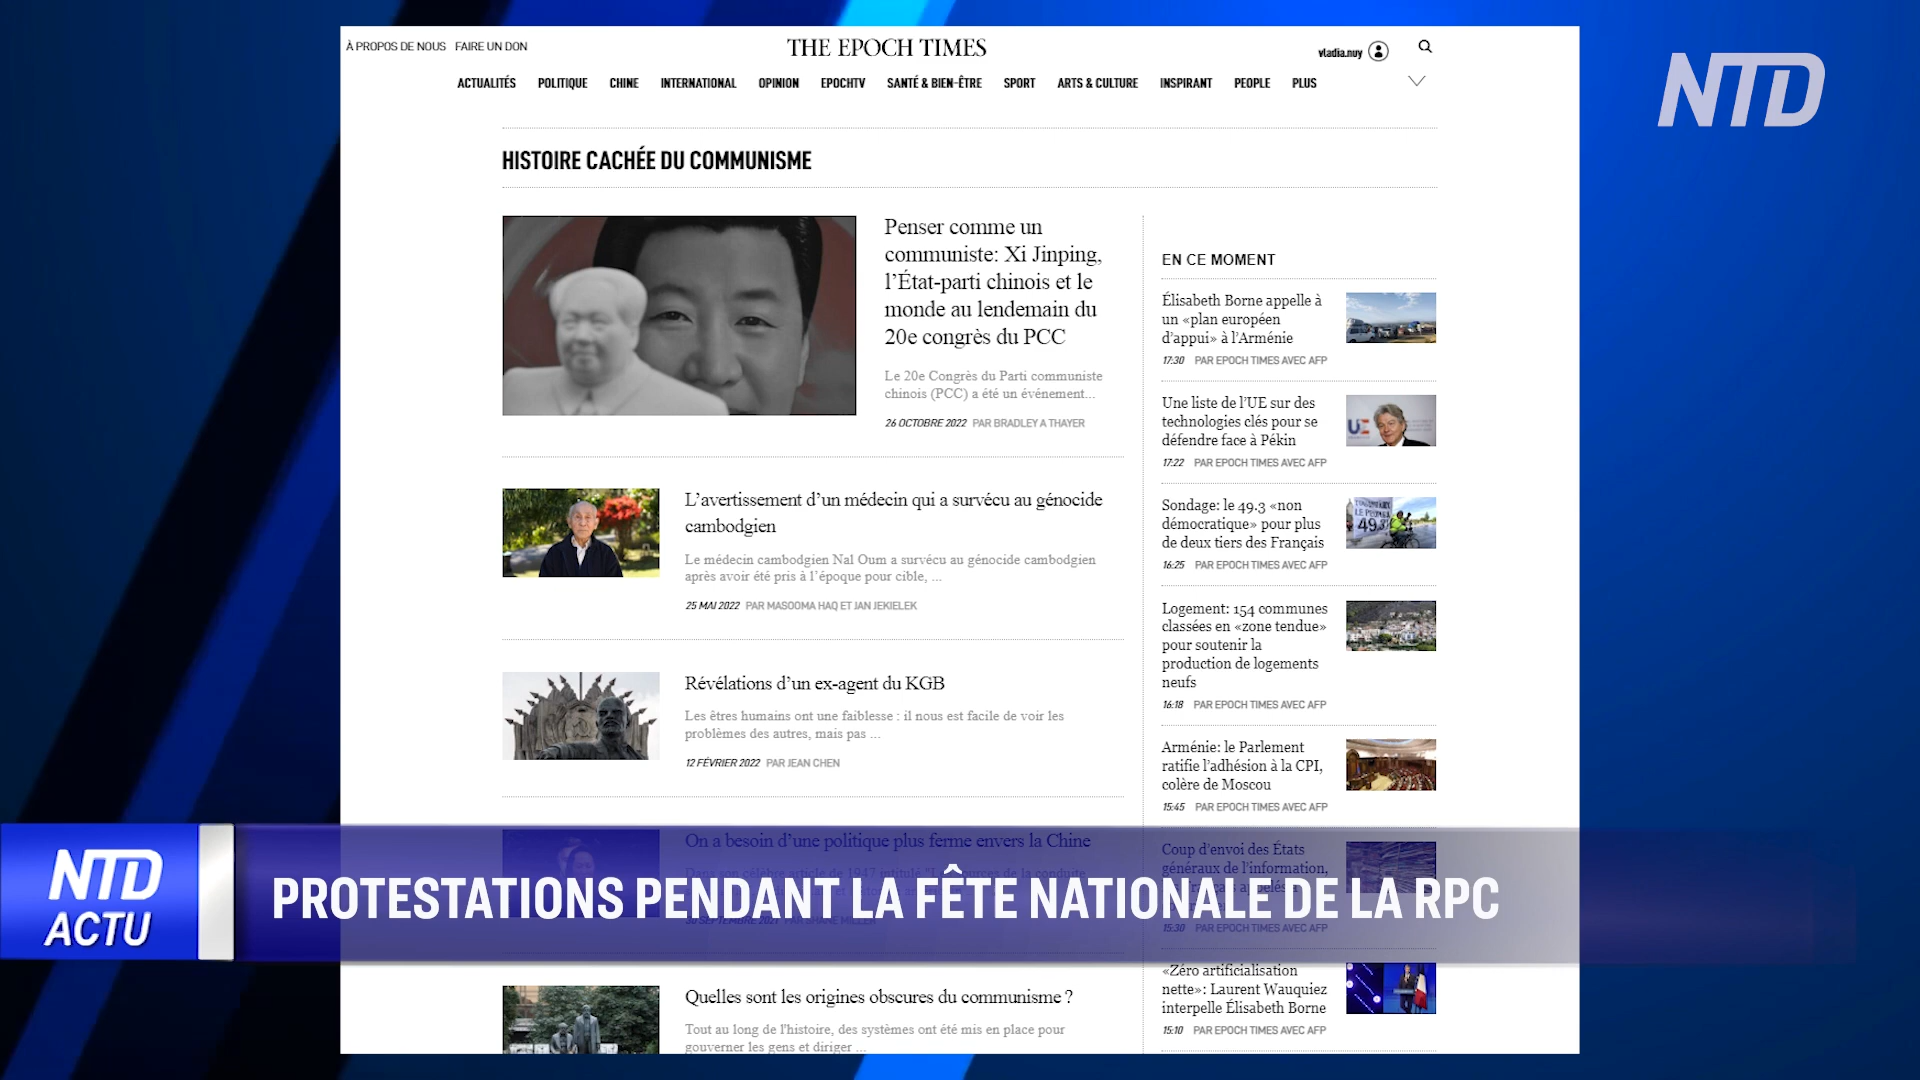 À PROPOS DE NOUS FAIRE UN DON
THE EPOCH TIMES
vladia.nuy
ACTUALITÉS POLITIQUE CHINE INTERNATIONAL OPINION EPOCHTV SANTÉ & BIEN-ÊTRE SPORT ARTS & CULTURE INSPIRANT PEOPLE PLUS
NTD
HISTOIRE CACHÉE DU COMMUNISME
Penser comme un
communiste: Xi Jinping,
l'État-parti chinois et le
monde au lendemain du
20e congrès du PCC
Le 20e Congrès du Parti communiste
chinois (PCC) a été un événement...
26 OCTOBRE 2022 PAR BRADLEY A THAYER
L'avertissement d'un médecin qui a survécu au génocide
cambodgien
Le médecin cambodgien Nal Oum a survécu au génocide cambodgien
après avoir été pris à l'époque pour cible, ...
25 MAI 2022 PAR MASOOMA HAQ ET JAN JEKIELEK
Révélations d'un ex-agent du KGB
Les êtres humains ont une faiblesse : il nous est facile de voir les
problèmes des autres, mais pas ...
12 FÉVRIER 2022 PAR JEAN CHEN
On a besoin d'une politique plus ferme envers la Chine
Dans son célèbre article de 1947 intitulé "Les sources de la conduite
Quelles sont les origines obscures du communisme ?
Tout au long de l'histoire, des systèmes ont été mis en place pour
gouverner les gens et diriger ...
EN CE MOMENT
Élisabeth Borne appelle à
un «plan européen
d'appui» à l'Arménie
17:30 PAR EPOCH TIMES AVEC AFP
Une liste de l'UE sur des
technologies clés pour se
défendre face à Pékin
17:22 PAR EPOCH TIMES AVEC AFP
Sondage: le 49.3 «non
démocratique» pour plus
de deux tiers des Français
16:25 PAR EPOCH TIMES AVEC AFP
Logement: 154 communes
classées en «zone tendue»
pour soutenir la
production de logements
neufs
16:18 PAR EPOCH TIMES AVEC AFP
Arménie: le Parlement
ratifie l'adhésion à la CPI,
colère de Moscou
15:45 PAR EPOCH TIMES AVEC AFP
Coup d'envoi des États
généraux de l'information,
15:30 PAR EPOCH TIMES AVEC AFP
«Zéro artificialisation
nette»: Laurent Wauquiez
interpelle Élisabeth Borne
15:10 PAR EPOCH TIMES AVEC AFP
NTD
ACTU
PROTESTATIONS PENDANT LA FÊTE NATIONALE DE LA RPC